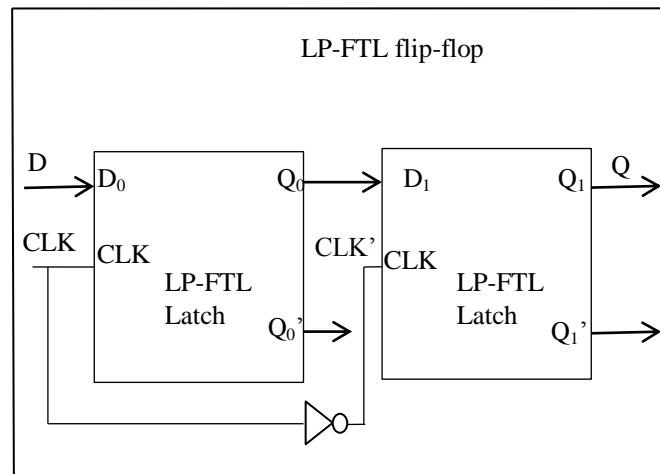 LP-FTL flip-flop
D
D₀
Q₀
D₁
Q₁
Q
CLK
CLK
CLK’
CLK
LP-FTL
Latch
LP-FTL
Latch
Q₀’
Q₁’